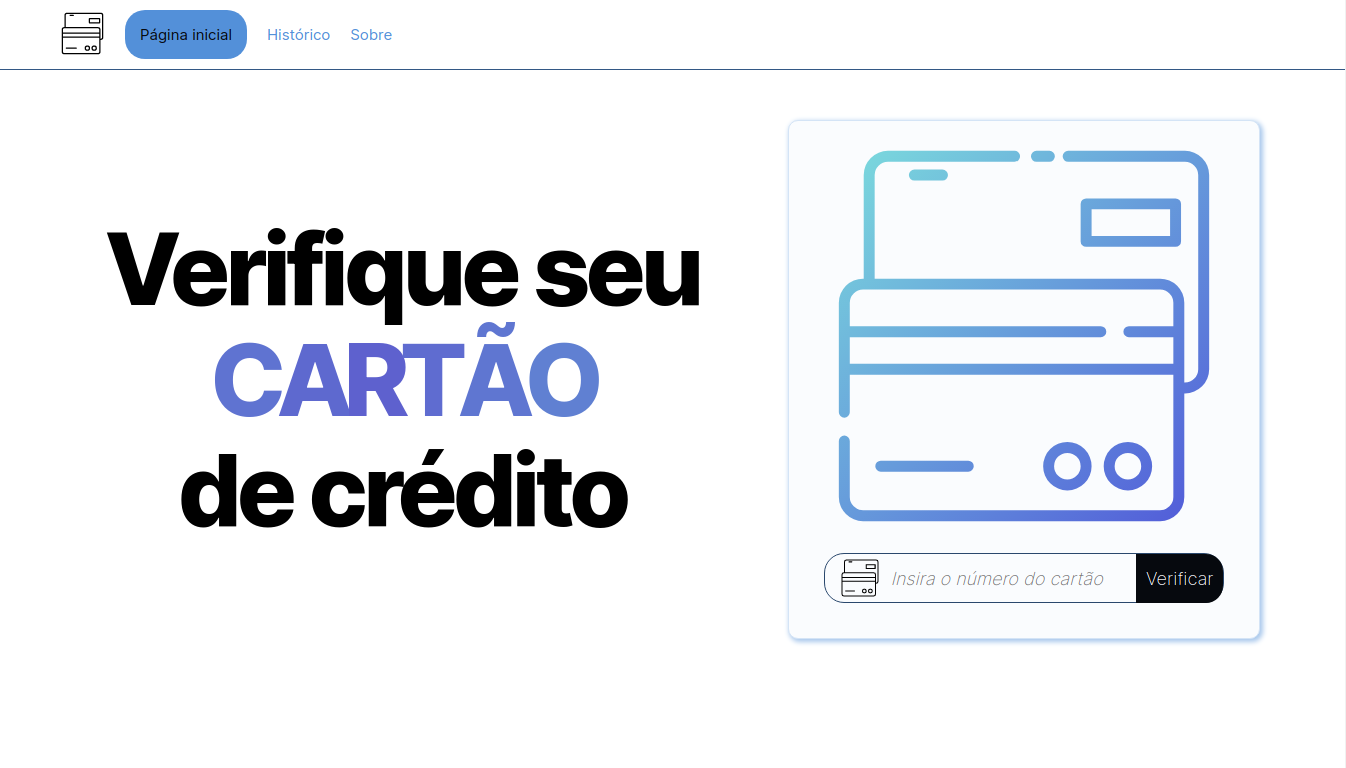 Página inicial
Histórico
Sobre
Verifique seu
CARTÃO
de crédito
Insira o número do cartão
Verificar